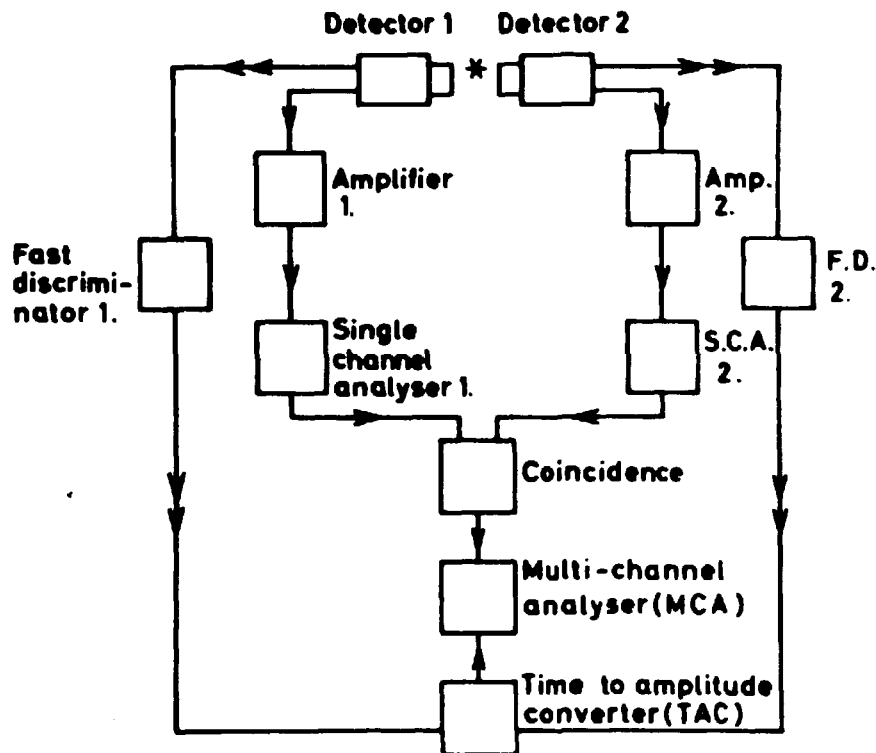 Detector 1 Detector 2
Amplifier
1.
Amp.
2.
Fast
discrimi-
nator 1.
F.D.
2.
Single
channel
analyser 1.
S.C.A.
2.
Coincidence
Multi-channel
analyser (MCA)
Time to amplitude
converter (TAC)